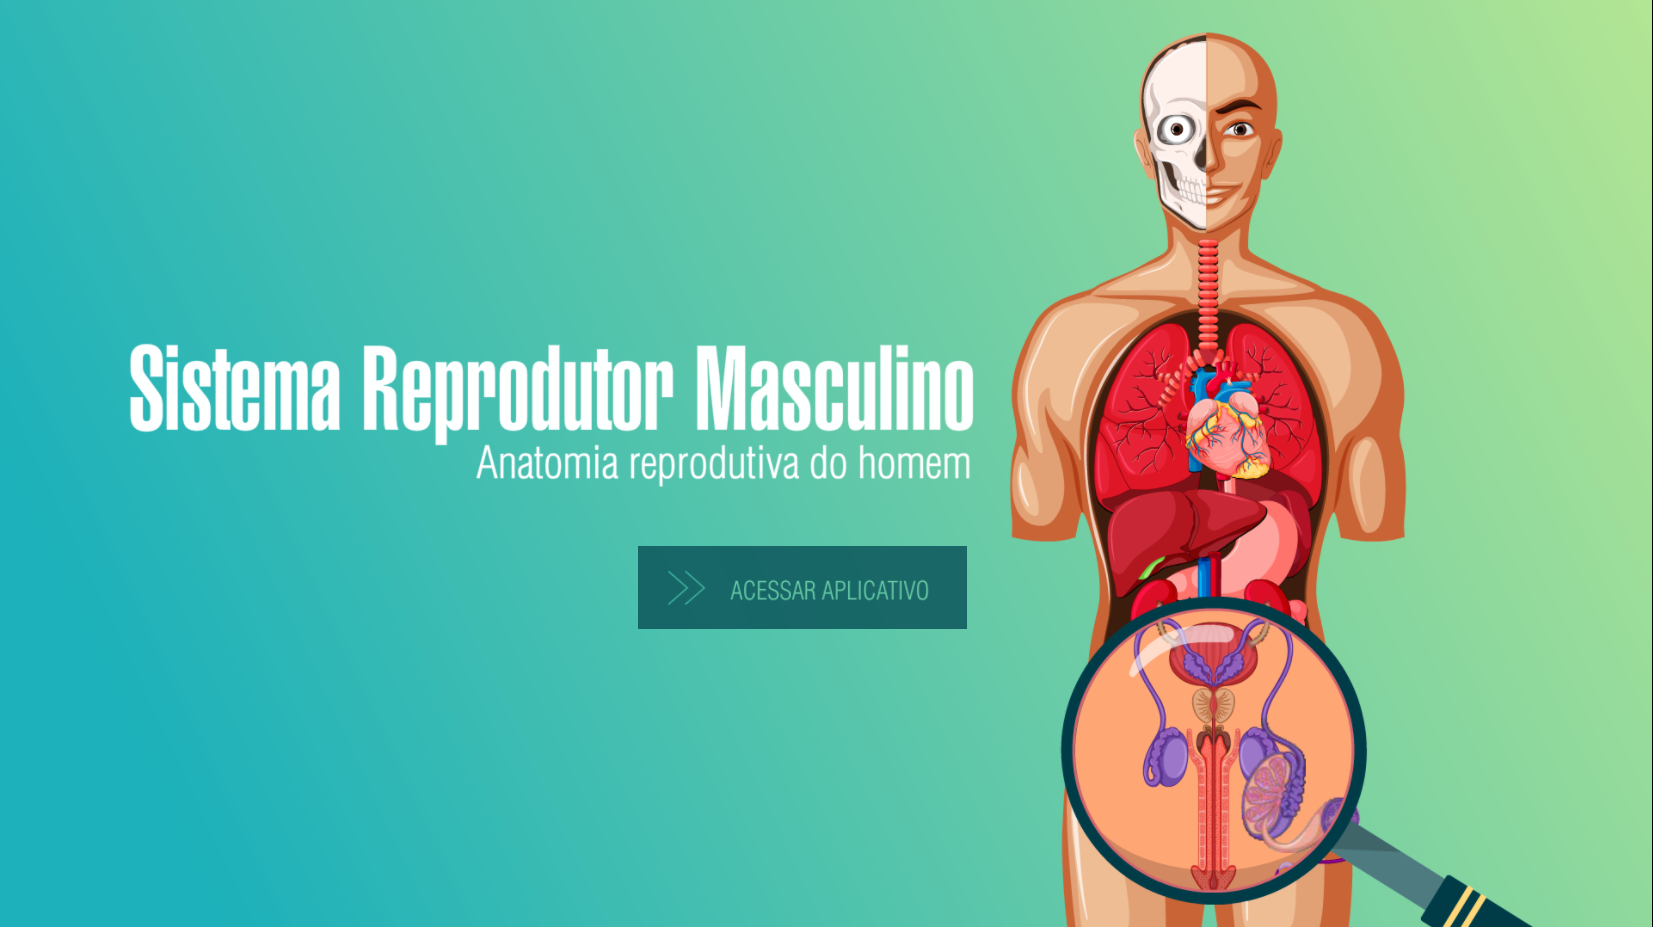 Sistema Reprodutor Masculino
Anatomia reprodutiva do homem
ACESSAR APLICATIVO